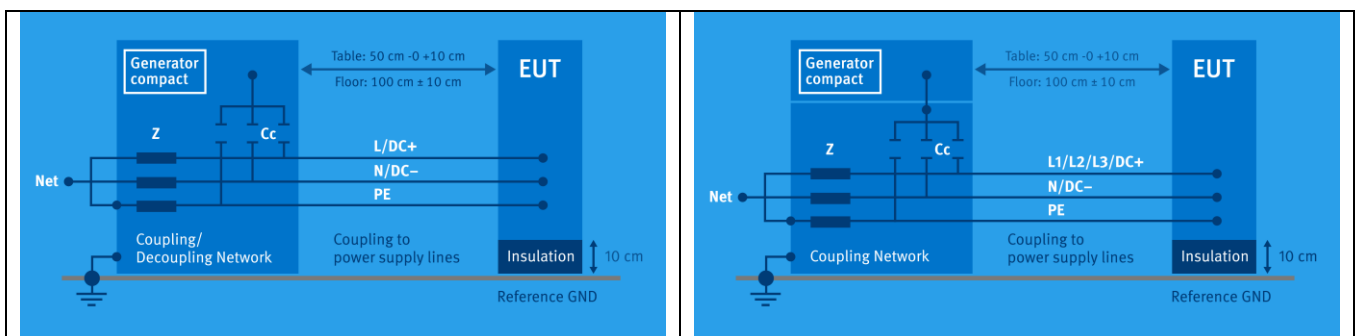 Generator
compact
Table: 50 cm -0 +10 cm
Floor: 100 cm ± 10 cm
EUT
Z
Cc
L/DC+
N/DC–
PE
Net
Coupling/
Decoupling Network
Coupling to
power supply lines
Insulation
10 cm
Reference GND
Generator
compact
Table: 50 cm -0 +10 cm
Floor: 100 cm ± 10 cm
EUT
Z
Cc
L1/L2/L3/DC+
N/DC–
PE
Net
Coupling Network
Coupling to
power supply lines
Insulation
10 cm
Reference GND